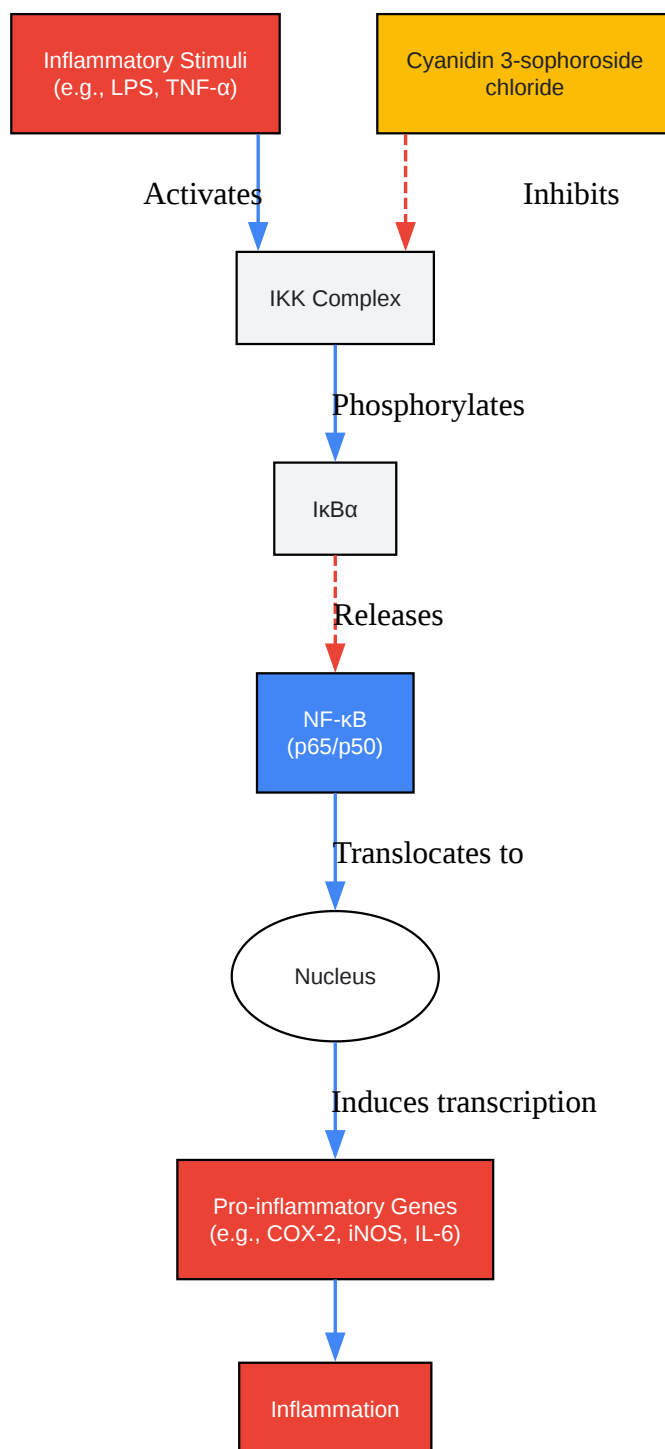 Inflammatory Stimuli
(e.g., LPS, TNF-α)
Cyanidin 3-sophoroside
chloride
Activates
Inhibits
IKK Complex
Phosphorylates
IκBα
Releases
NF-κB
(p65/p50)
Translocates to
Nucleus
Induces transcription
Pro-inflammatory Genes
(e.g., COX-2, iNOS, IL-6)
Inflammation